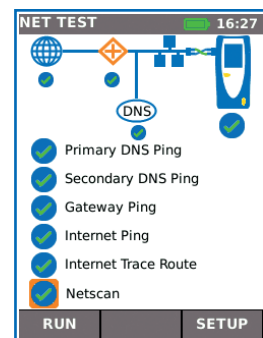 NET TEST 16:27
DNS
Primary DNS Ping
Secondary DNS Ping
Gateway Ping
Internet Ping
Internet Trace Route
Netscan
RUN SETUP